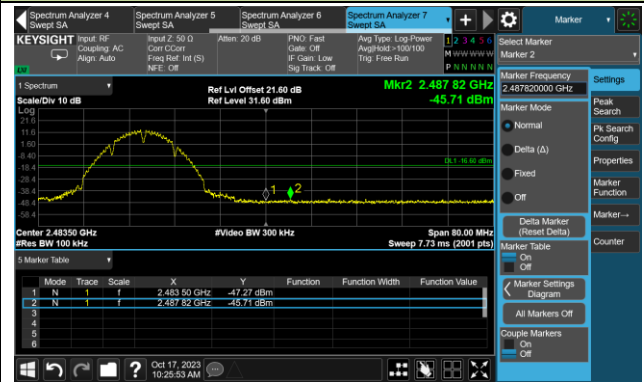 Spectrum Analyzer 4
Swept SA
Spectrum Analyzer 5
Swept SA
Spectrum Analyzer 6
Swept SA
Spectrum Analyzer 7
Swept SA
Marker
KEYSIGHT
Input: RF
Coupling: AC
Align: Auto
Input Z: 50 Ω
Corr CCorr
Freq Ref: Int (S)
NFE: Off
Atten: 20 dB
PNO: Fast
Gate: Off
IF Gain: Low
Sig Track: Off
Avg Type: Log-Power
Avg|Hold >100/100
Trig: Free Run
1 2 3 4 5 6
M W W W W W
P N N N N N
Select Marker
Marker 2
1 Spectrum
Scale/Div 10 dB
Log
Ref Lvl Offset 21.60 dB
Ref Level 31.60 dBm
Mkr2 2.487 82 GHz
-45.71 dBm
21.6
11.6
1.60
-8.40
-18.4
-28.4
-38.4
-48.4
-58.4
DL1 -16.60 dBm
1
2
Center 2.48350 GHz
#Res BW 100 kHz
#Video BW 300 kHz
Span 80.00 MHz
Sweep 7.73 ms (2001 pts)
5 Marker Table
Mode Trace Scale X Y Function Function Width Function Value
1 N 1 f 2.483 50 GHz -47.27 dBm
2 N 1 f 2.487 82 GHz -45.71 dBm
3
4
5
6
Marker Frequency
2.487820000 GHz
Marker Mode
Normal
Delta (Δ)
Fixed
Off
Delta Marker
(Reset Delta)
Marker Table
On
Off
Marker Settings
Diagram
All Markers Off
Couple Markers
On
Off
Settings
Peak
Search
Pk Search
Config
Properties
Marker
Function
Marker→
Counter
Oct 17, 2023
10:25:53 AM